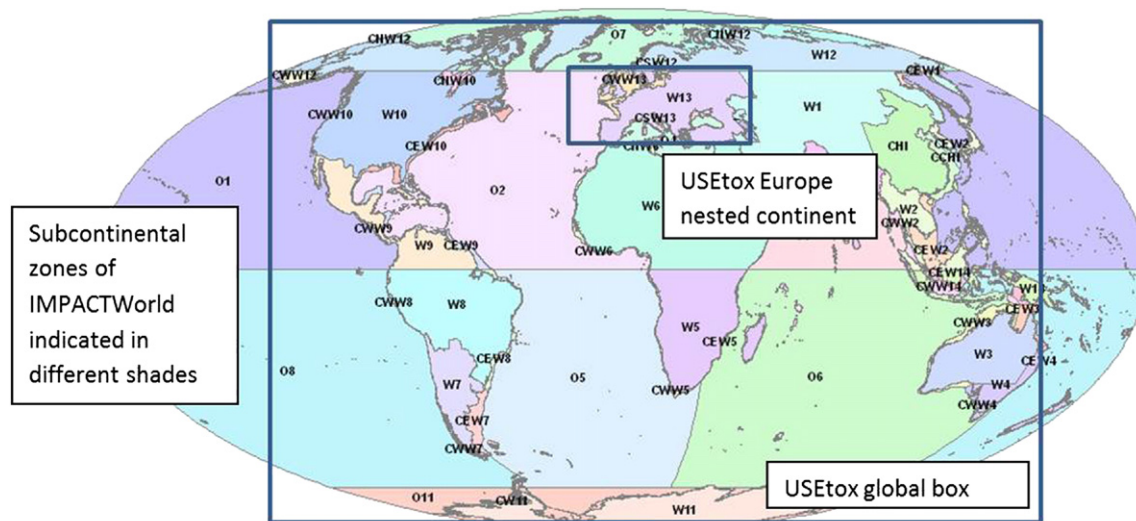 CHW12
O7
CHW12
CSW12
W12
CWW12
CHW10
CWW13
CEW1
W13
CWW10
W10
W1
CSW13
CEW10
CHI
CEW2
CCHI
O1
O2
USEtox Europe
nested continent
W6
W2
CWW2
Subcontinental
zones of
IMPACTWorld
indicated in
different shades
CWW9
W9
CEW9
CWW6
CEW2
CEW14
CWW14
CWW8
W8
CEW3
W5
CEW5
CWW3
W3
CEW4
O8
CEW8
O5
O6
W7
CWW5
W4
CWW4
CEW7
CWW7
USEtox global box
O11
CW11
W11